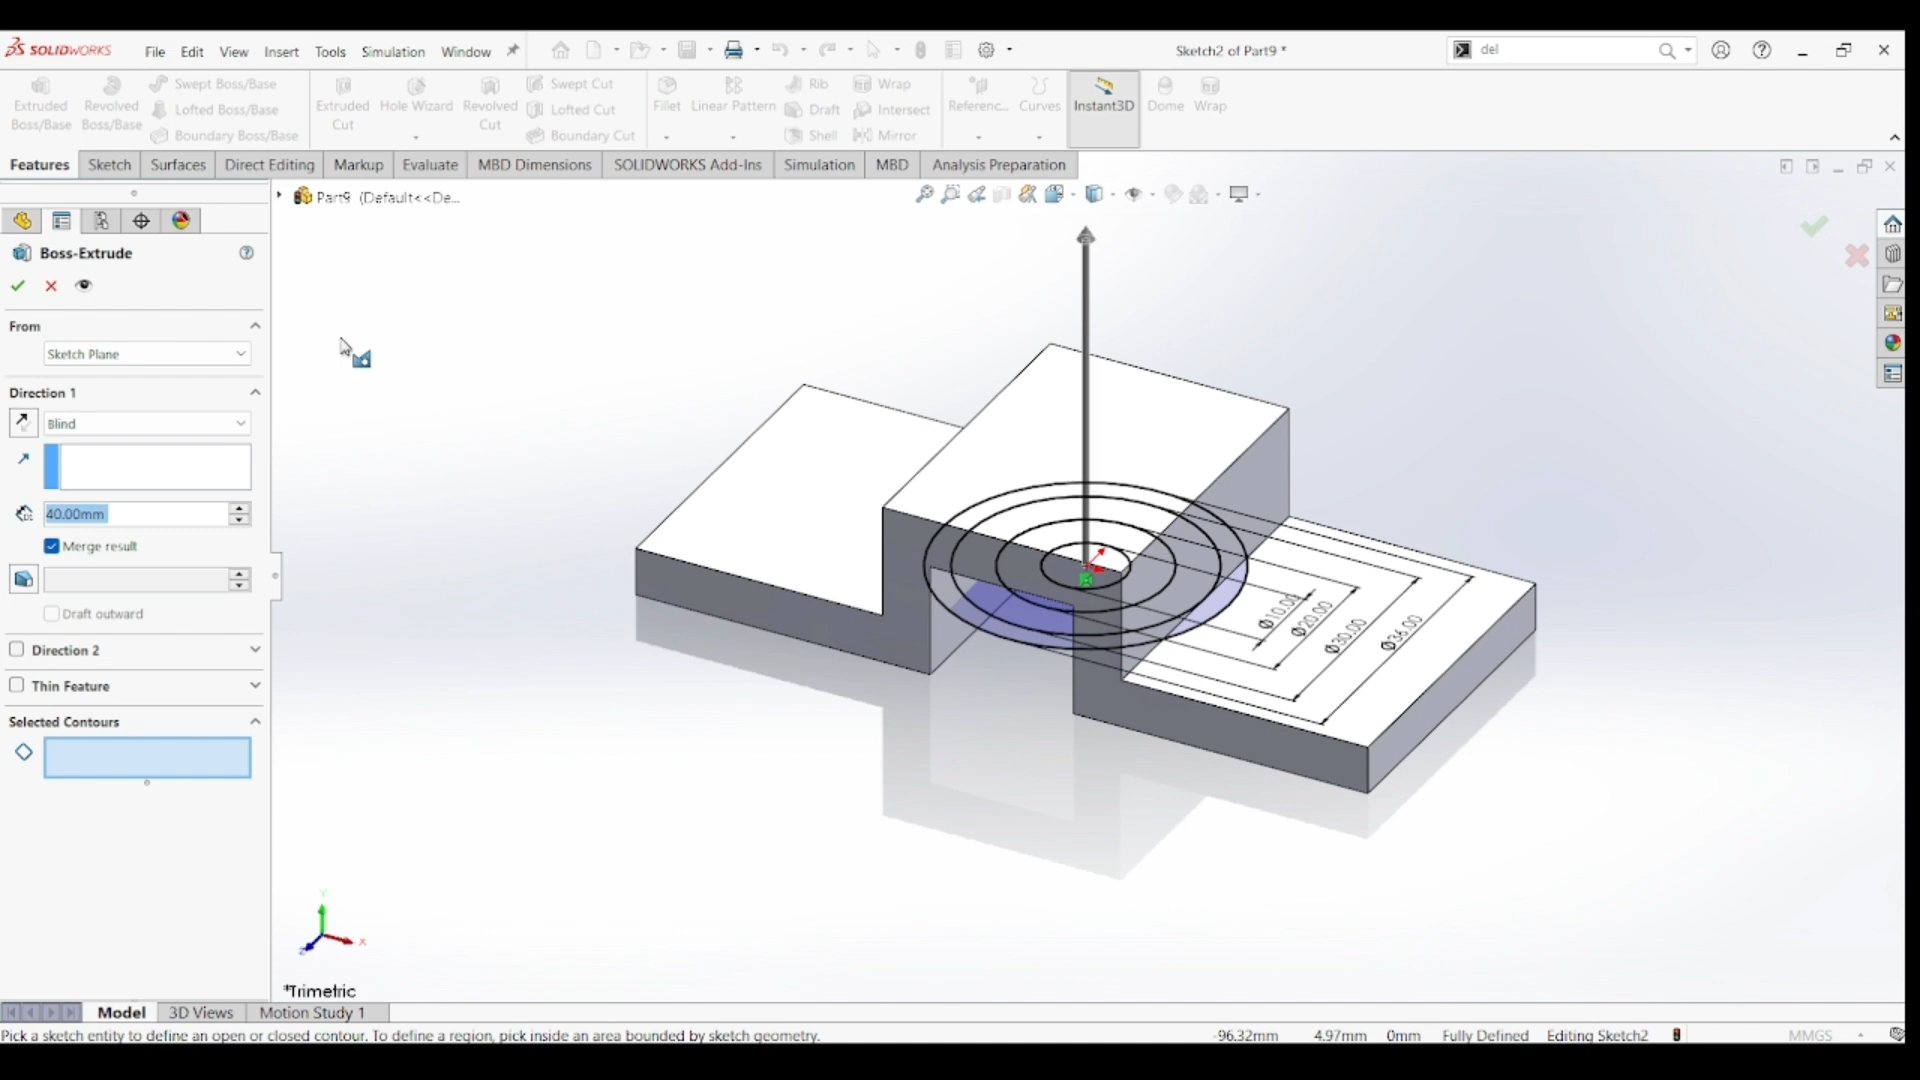 SOLIDWORKS File Edit View Insert Tools Simulation Window Sketch2 of Part9 * del
Extruded Boss/Base
Revolved Boss/Base
Swept Boss/Base
Lofted Boss/Base
Boundary Boss/Base
Extruded Cut
Hole Wizard
Revolved Cut
Swept Cut
Lofted Cut
Boundary Cut
Fillet
Linear Pattern
Rib
Draft
Shell
Wrap
Intersect
Mirror
Referenc...
Curves
Instant3D
Dome
Wrap
Features Sketch Surfaces Direct Editing Markup Evaluate MBD Dimensions SOLIDWORKS Add-Ins Simulation MBD Analysis Preparation
Part9 (Default<<De...
Boss-Extrude
From
Sketch Plane
Direction 1
Blind
40.00mm
Merge result
Draft outward
Direction 2
Thin Feature
Selected Contours
Ø10.00
Ø20.00
Ø30.00
Ø36.00
Y
X
Z
*Trimetric
Model 3D Views Motion Study 1
Pick a sketch entity to define an open or closed contour. To define a region, pick inside an area bounded by sketch geometry. -96.32mm 4.97mm 0mm Fully Defined Editing Sketch2 MMGS